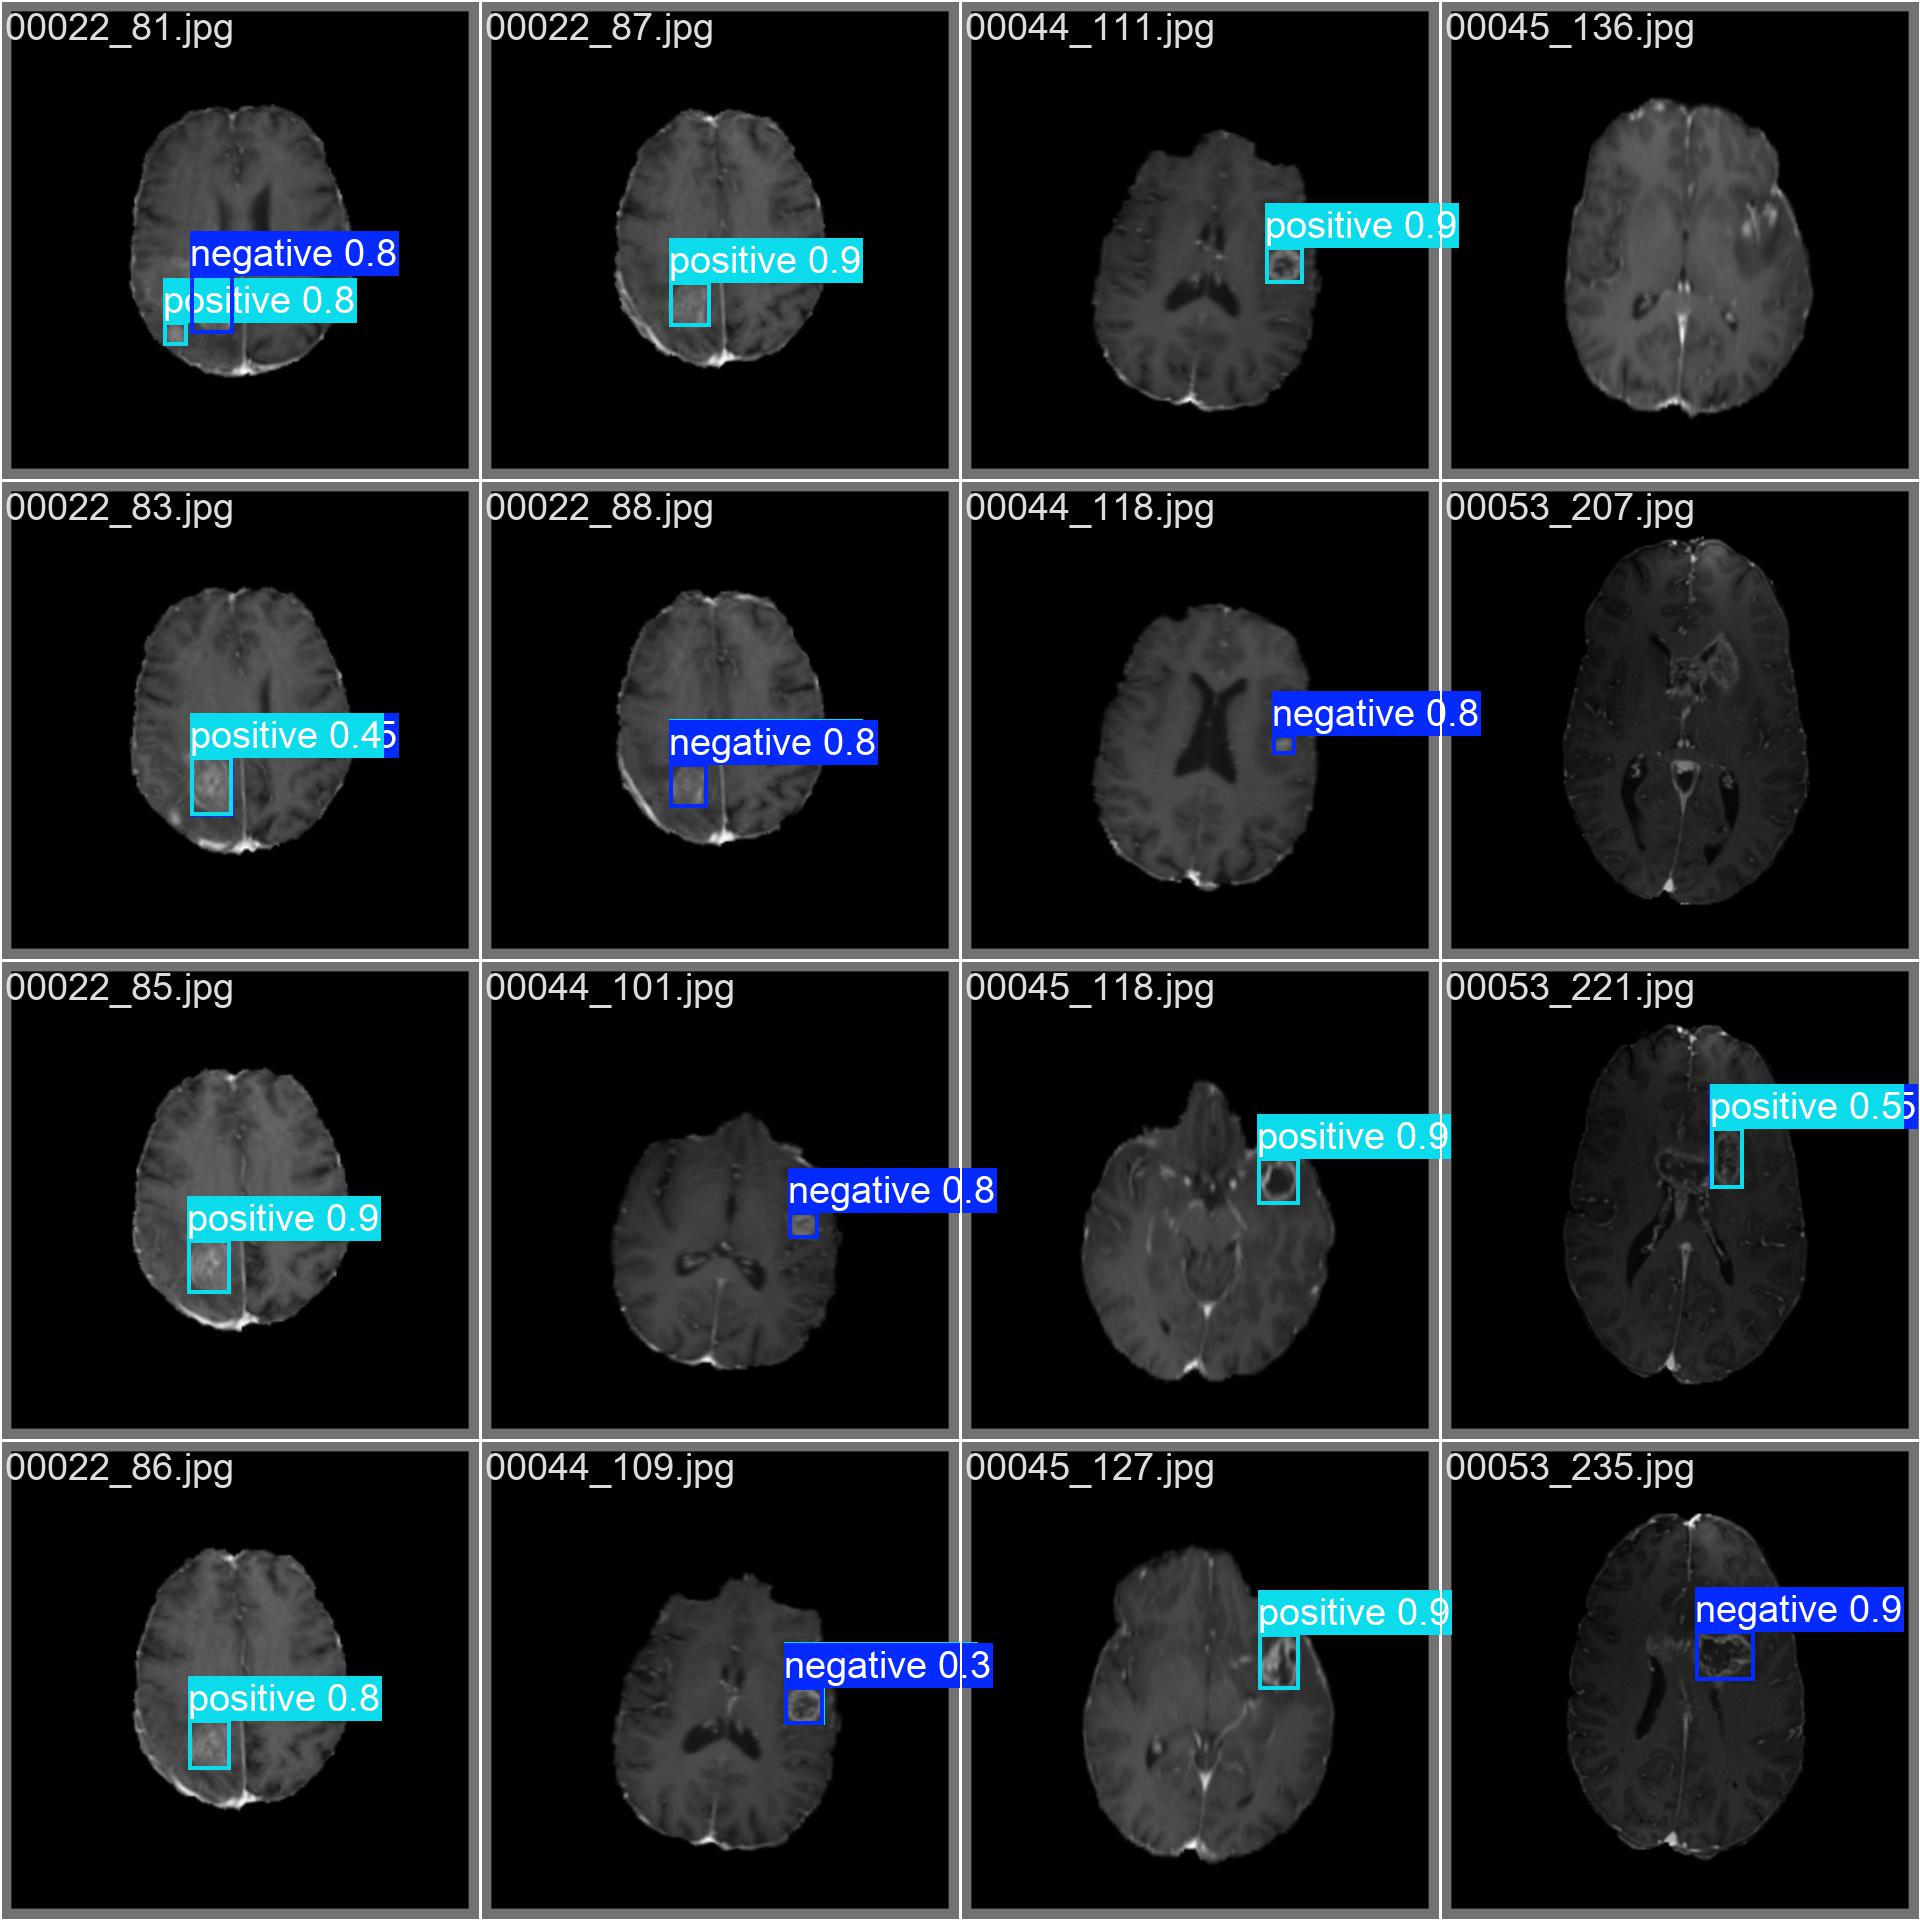 00022_81.jpg
00022_87.jpg
00044_111.jpg
00045_136.jpg
negative 0.8
positive 0.8
positive 0.9
positive 0.9
00022_83.jpg
00022_88.jpg
00044_118.jpg
00053_207.jpg
positive 0.45
negative 0.8
negative 0.8
00022_85.jpg
00044_101.jpg
00045_118.jpg
00053_221.jpg
positive 0.9
negative 0.8
positive 0.9
positive 0.55
00022_86.jpg
00044_109.jpg
00045_127.jpg
00053_235.jpg
positive 0.8
negative 0.3
positive 0.9
negative 0.9